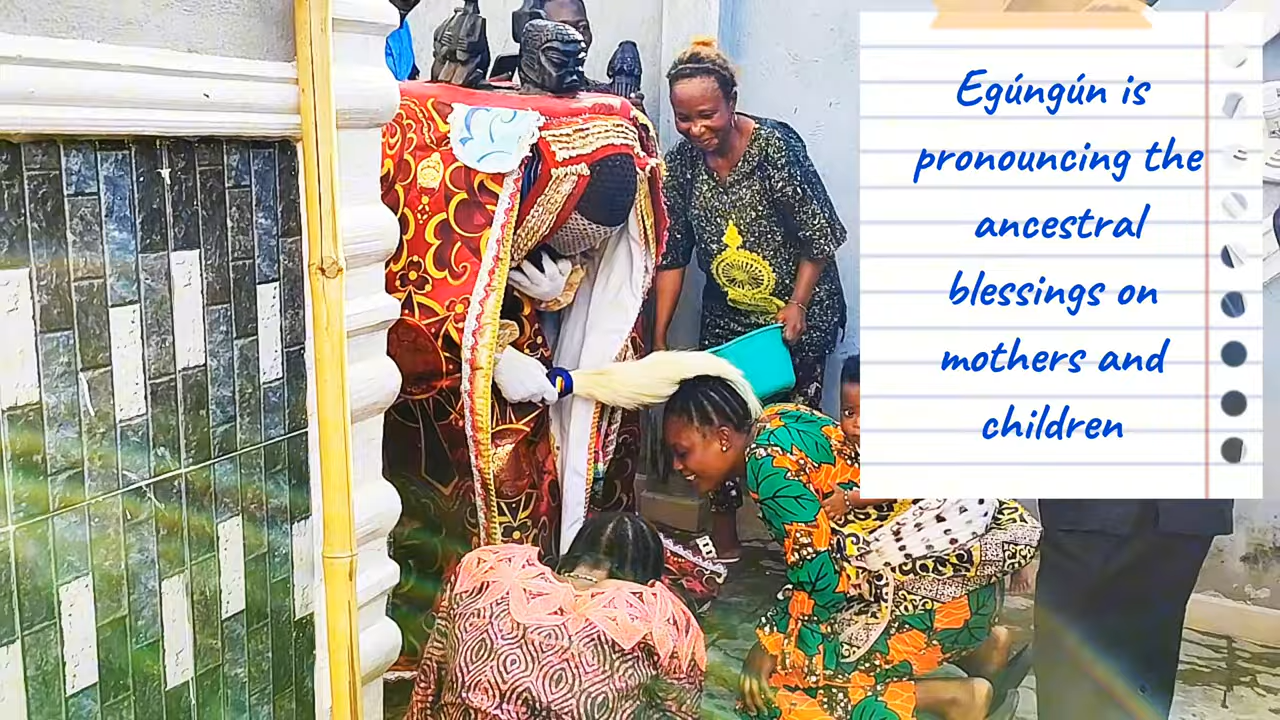 Egúngún is
pronouncing the
ancestral
blessings on
mothers and
children